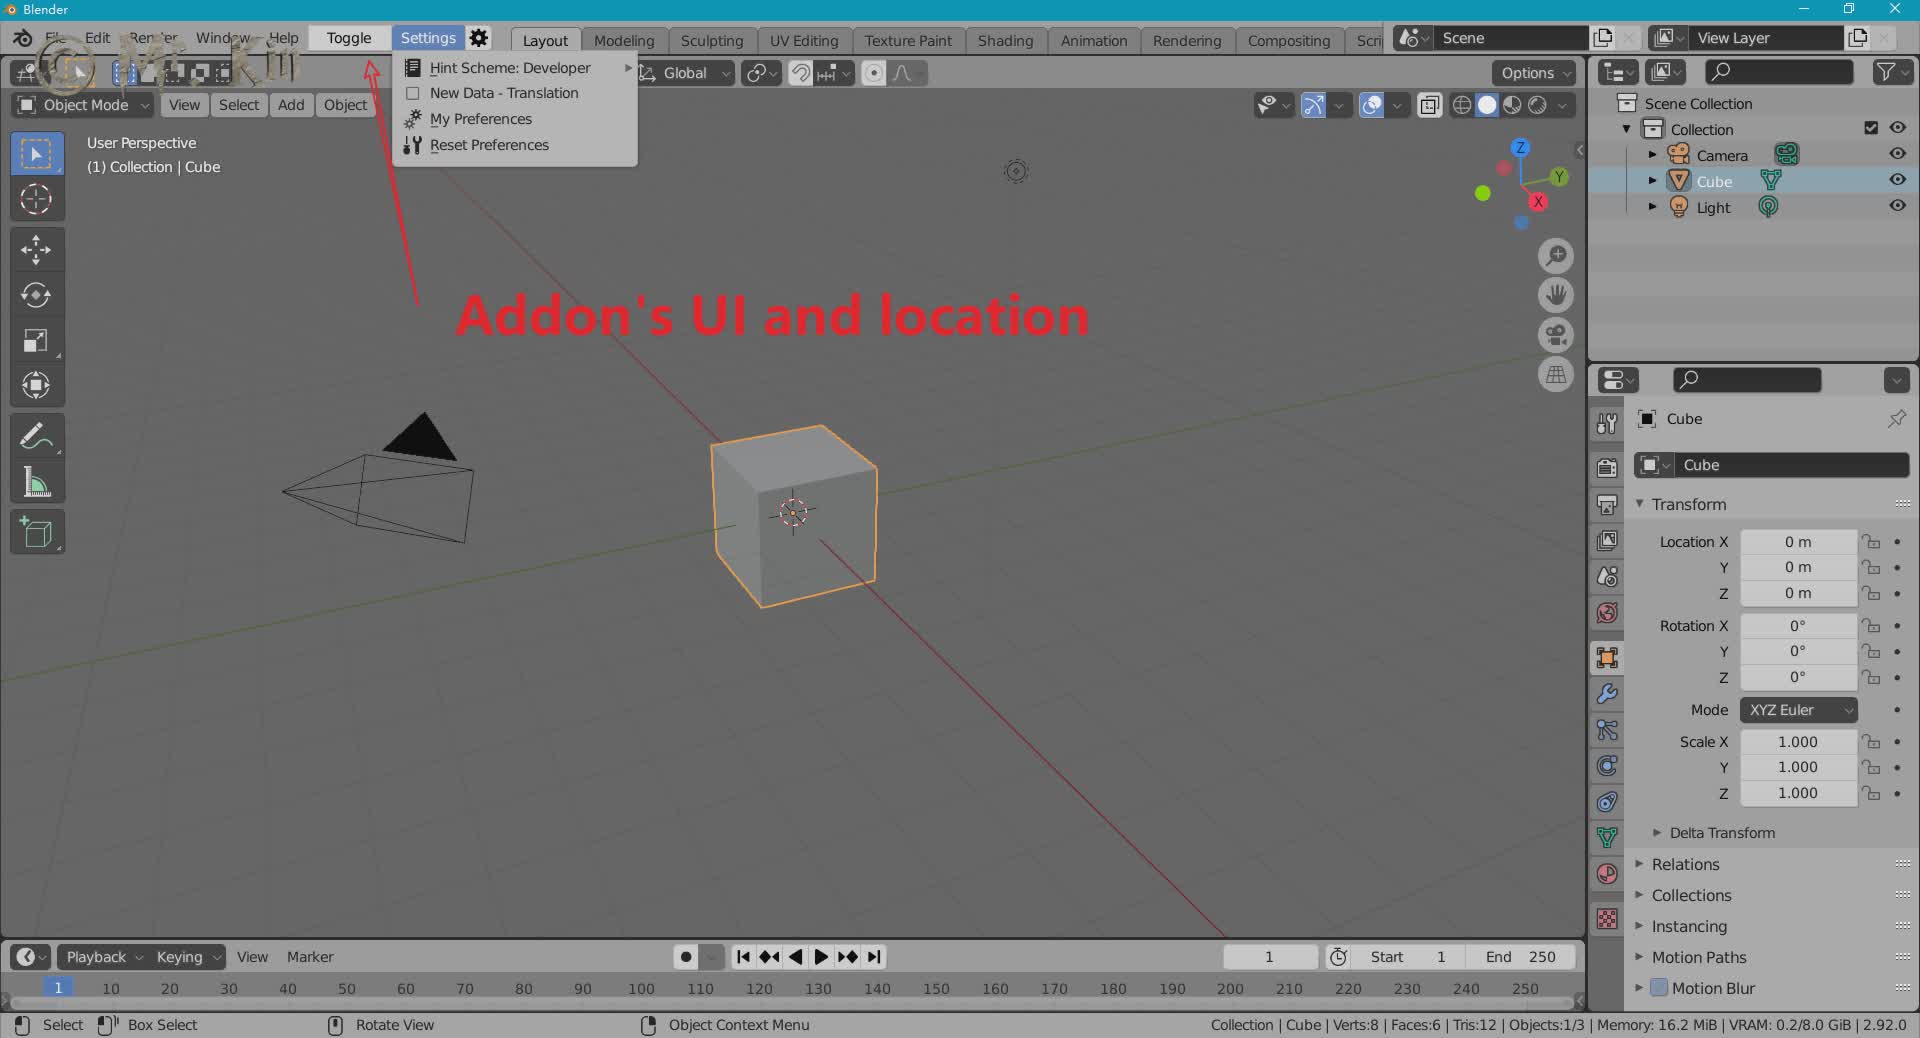 Blender
File Edit Render Window Help Toggle Settings Layout Modeling Sculpting UV Editing Texture Paint Shading Animation Rendering Compositing Scri Scene View Layer
© Mr. Kin
Hint Scheme: Developer
New Data - Translation
My Preferences
Reset Preferences
Global
Options
Object Mode View Select Add Object
User Perspective
(1) Collection | Cube
Z
Y
X
Addon's UI and location
Scene Collection
Collection
Camera
Cube
Light
Cube
Cube
Transform
Location X 0 m
Y 0 m
Z 0 m
Rotation X 0°
Y 0°
Z 0°
Mode XYZ Euler
Scale X 1.000
Y 1.000
Z 1.000
Delta Transform
Relations
Collections
Instancing
Motion Paths
Motion Blur
Playback Keying View Marker 1 Start 1 End 250
1 10 20 30 40 50 60 70 80 90 100 110 120 130 140 150 160 170 180 190 200 210 220 230 240 250
Select Box Select Rotate View Object Context Menu Collection | Cube | Verts:8 | Faces:6 | Tris:12 | Objects:1/3 | Memory: 16.2 MiB | VRAM: 0.2/8.0 GiB | 2.92.0